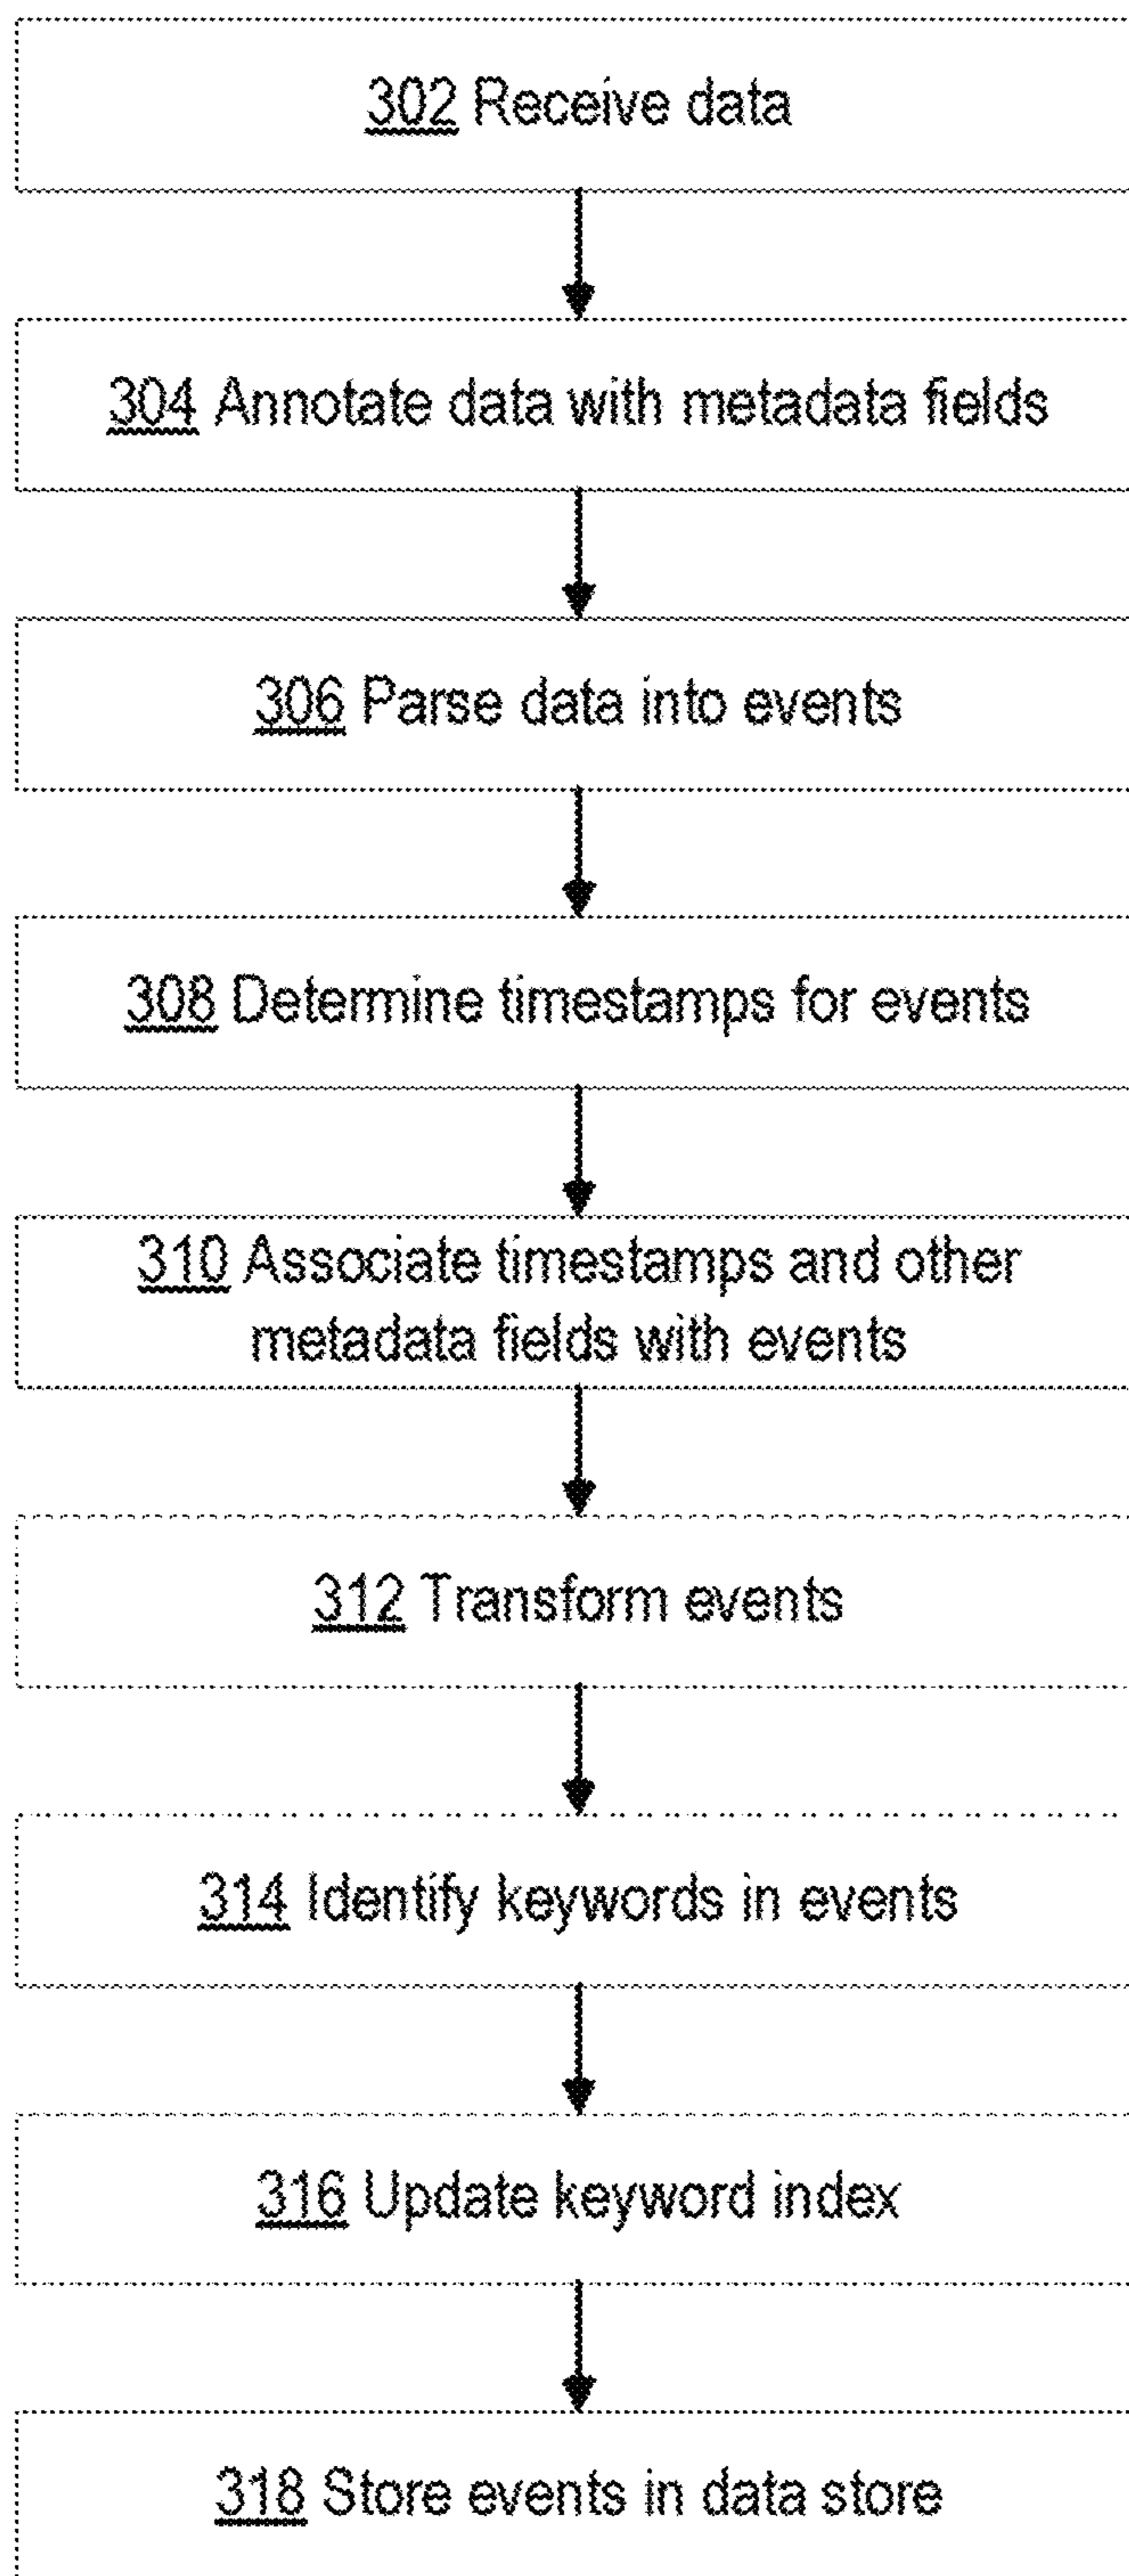 302 Receive data
304 Annotate data with metadata fields
306 Parse data into events
308 Determine timestamps for events
310 Associate timestamps and other
metadata fields with events
312 Transform events
314 Identify keywords in events
316 Update keyword index
318 Store events in data store